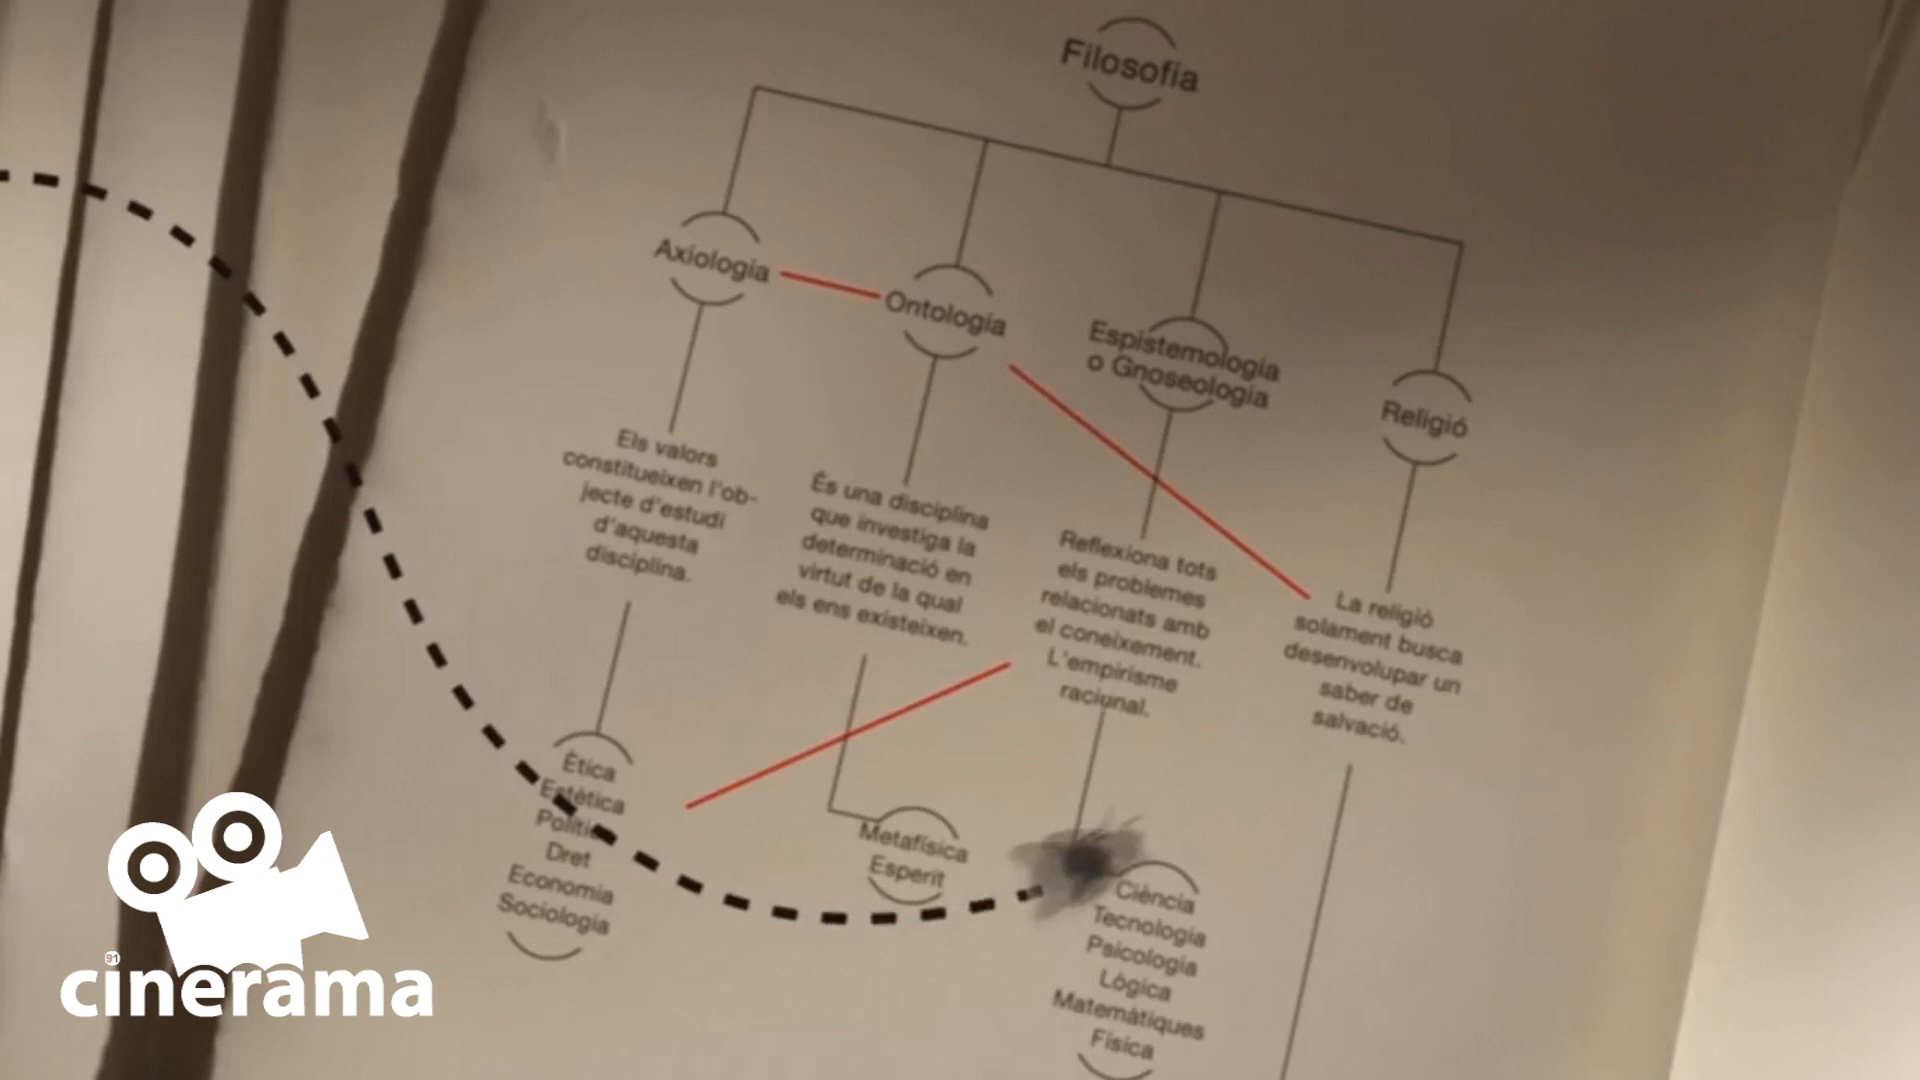 Filosofia
Axiologia
Els valors
constitueixen l'ob-
jecte d'estudi
d'aquesta
disciplina.
Ètica
Estètica
Política
Dret
Economia
Sociologia
Ontologia
És una disciplina
que investiga la
determinació en
virtut de la qual
els ens existeixen.
Metafísica
Esperit
Espistemologia
o Gnoseologia
Reflexiona tots
els problemes
relacionats amb
el coneixement.
L'empirisme
raciunal.
Ciència
Tecnologia
Psicologia
Lògica
Matemàtiques
Física
Religió
La religió
solament busca
desenvolupar un
saber de
salvació.
91
cinerama